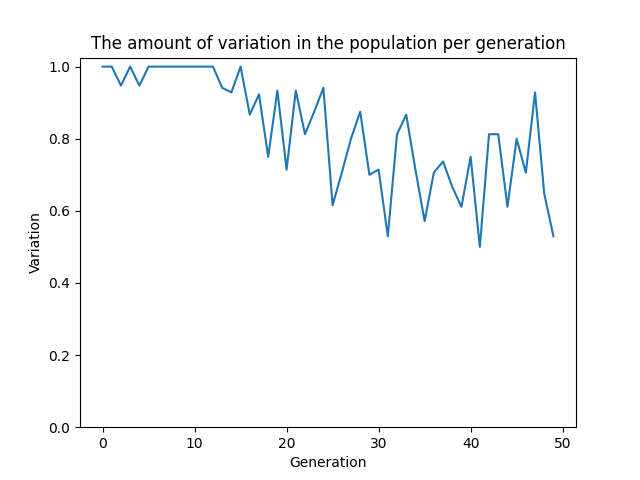 The amount of variation in the population per generation
1.0
0.8
0.6
0.4
0.2
0.0
Variation
0 10 20 30 40 50
Generation